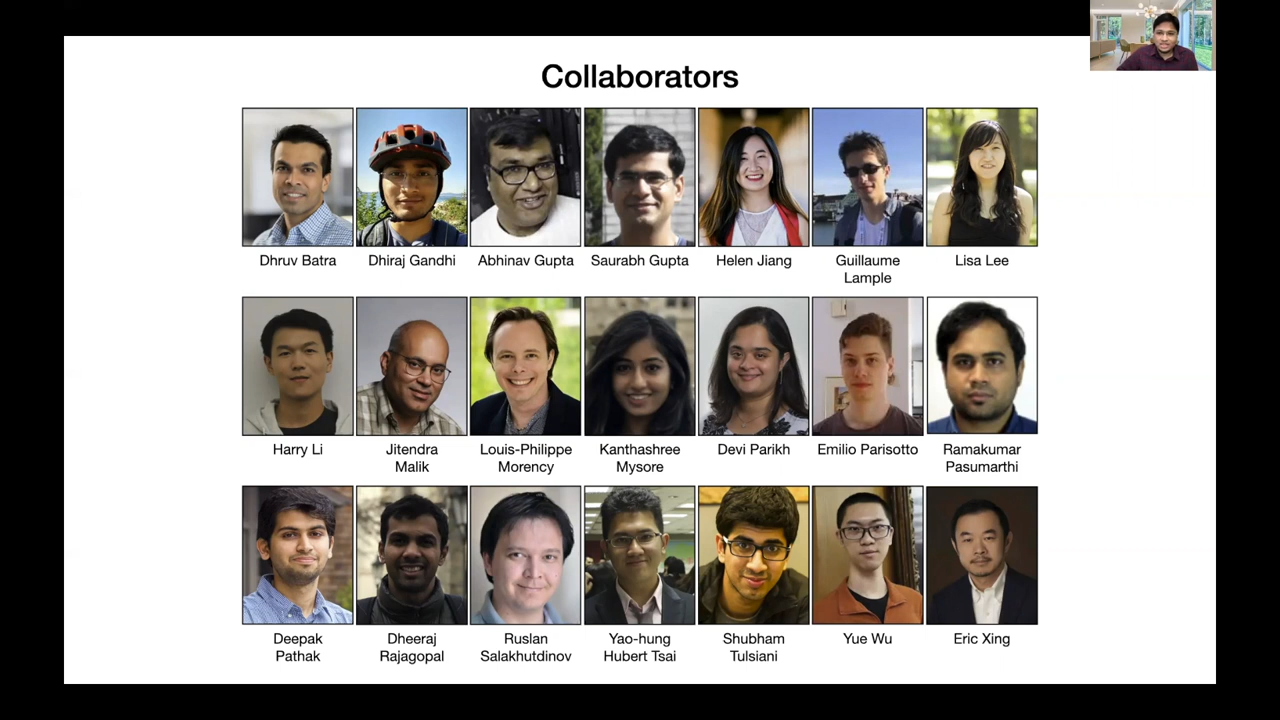 Collaborators
Dhruv Batra
Dhiraj Gandhi
Abhinav Gupta
Saurabh Gupta
Helen Jiang
Guillaume
Lample
Lisa Lee
Harry Li
Jitendra
Malik
Louis-Philippe
Morency
Kanthashree
Mysore
Devi Parikh
Emilio Parisotto
Ramakumar
Pasumarthi
Deepak
Pathak
Dheeraj
Rajagopal
Ruslan
Salakhutdinov
Yao-hung
Hubert Tsai
Shubham
Tulsiani
Yue Wu
Eric Xing